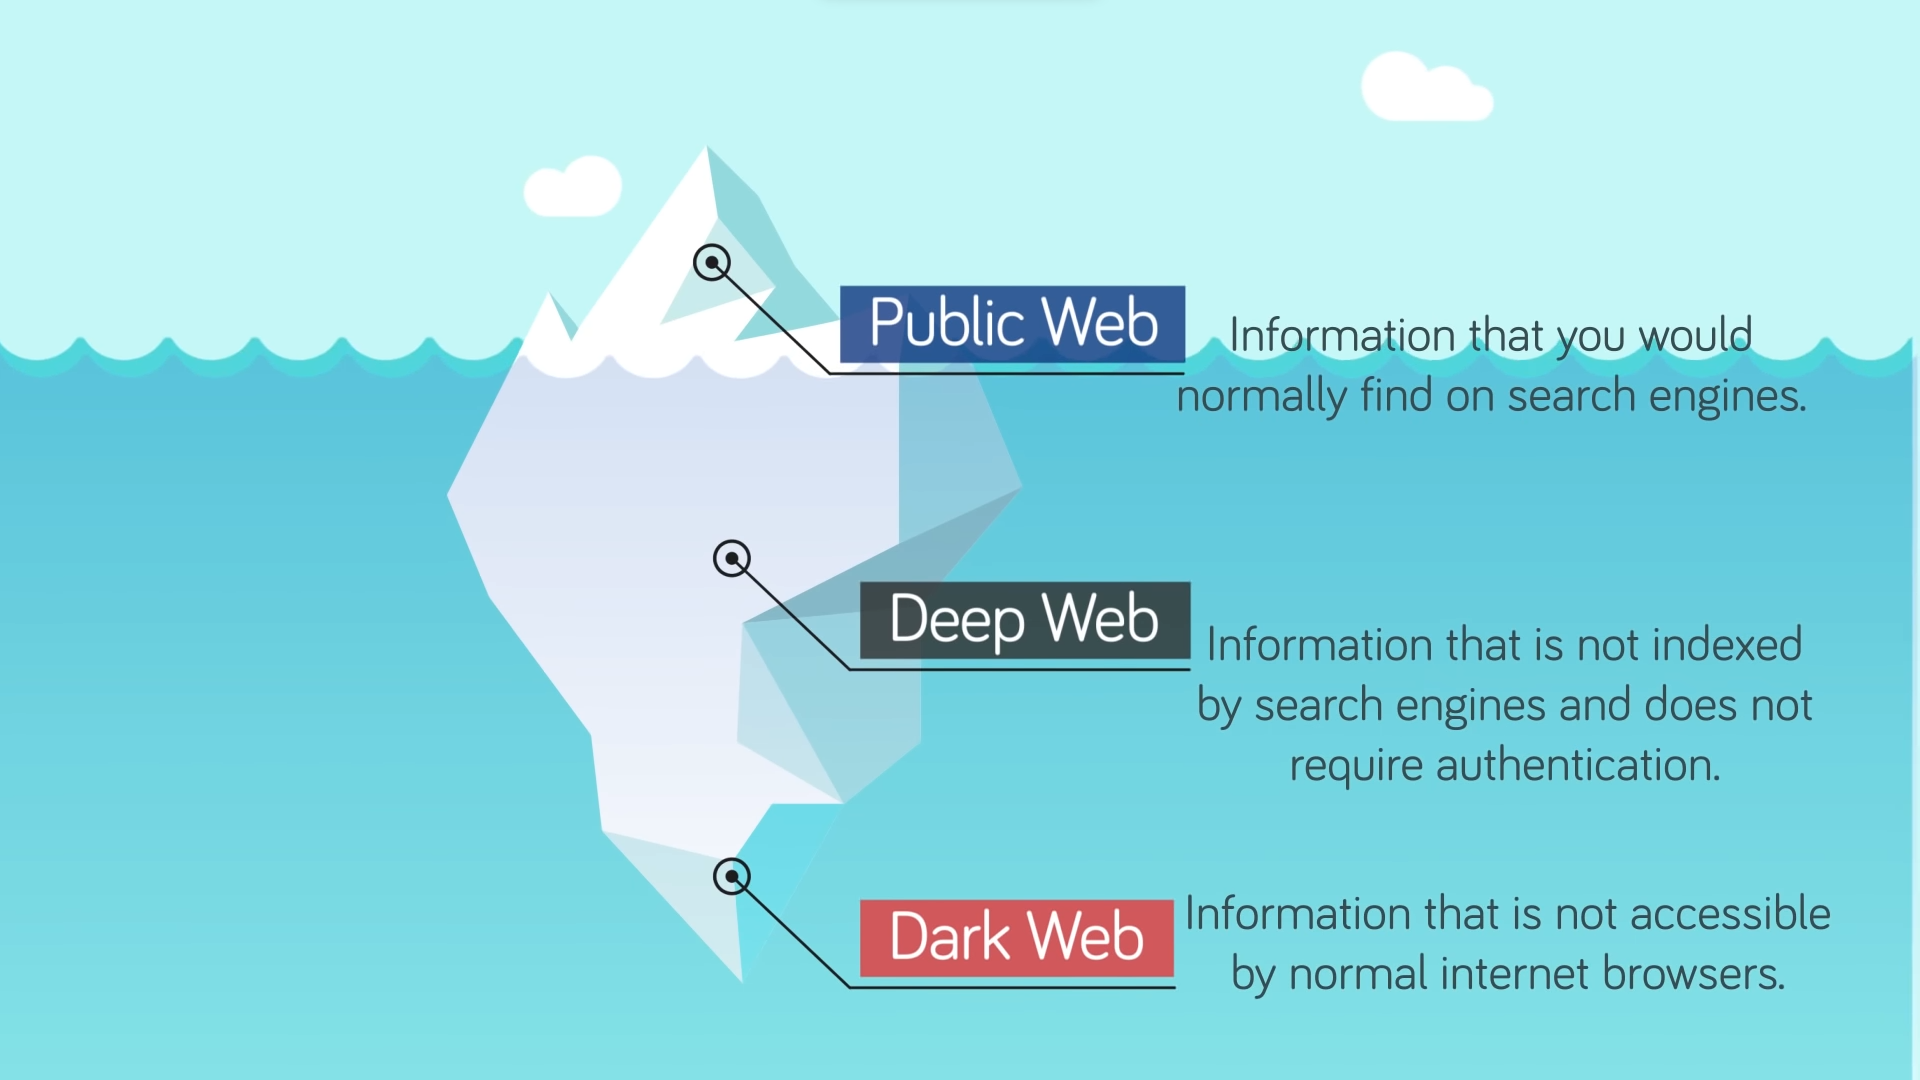 Public Web
Information that you would
normally find on search engines.
Deep Web
Information that is not indexed
by search engines and does not
require authentication.
Dark Web
Information that is not accessible
by normal internet browsers.